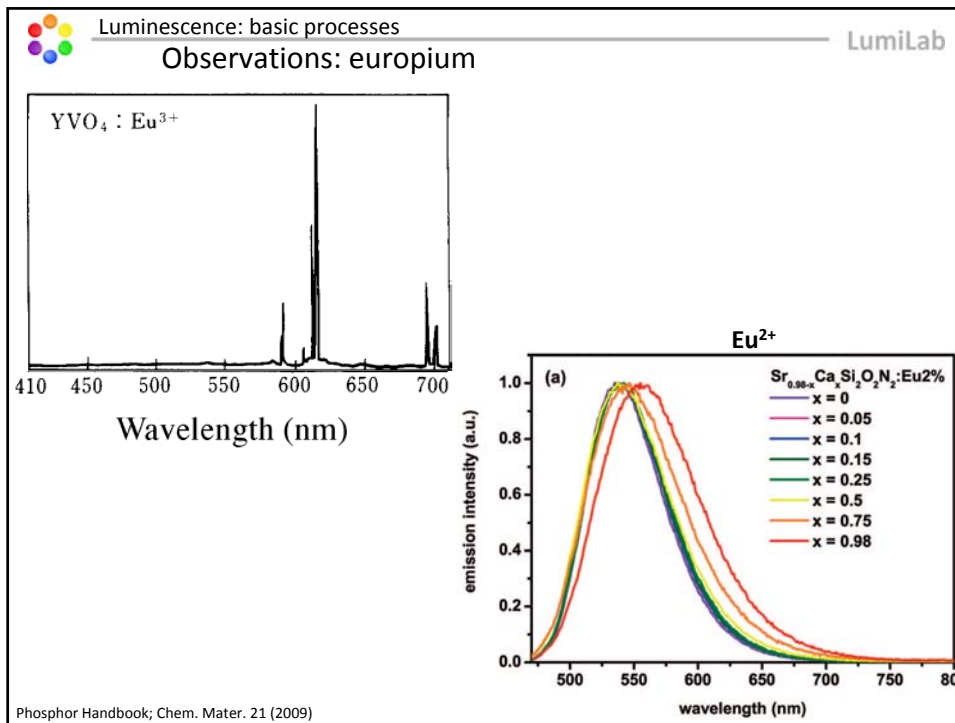 Luminescence: basic processes
LumiLab
Observations: europium
YVO₄ : Eu³⁺
410 450 500 550 600 650 700
Wavelength (nm)
Eu²⁺
(a)
Sr₀.₉₈₋ₓCaₓSi₂O₂N₂:Eu2%
x = 0
x = 0.05
x = 0.1
x = 0.15
x = 0.25
x = 0.5
x = 0.75
x = 0.98
emission intensity (a.u.)
1.0
0.8
0.6
0.4
0.2
0.0
500 550 600 650 700 750 80
wavelength (nm)
Phosphor Handbook; Chem. Mater. 21 (2009)